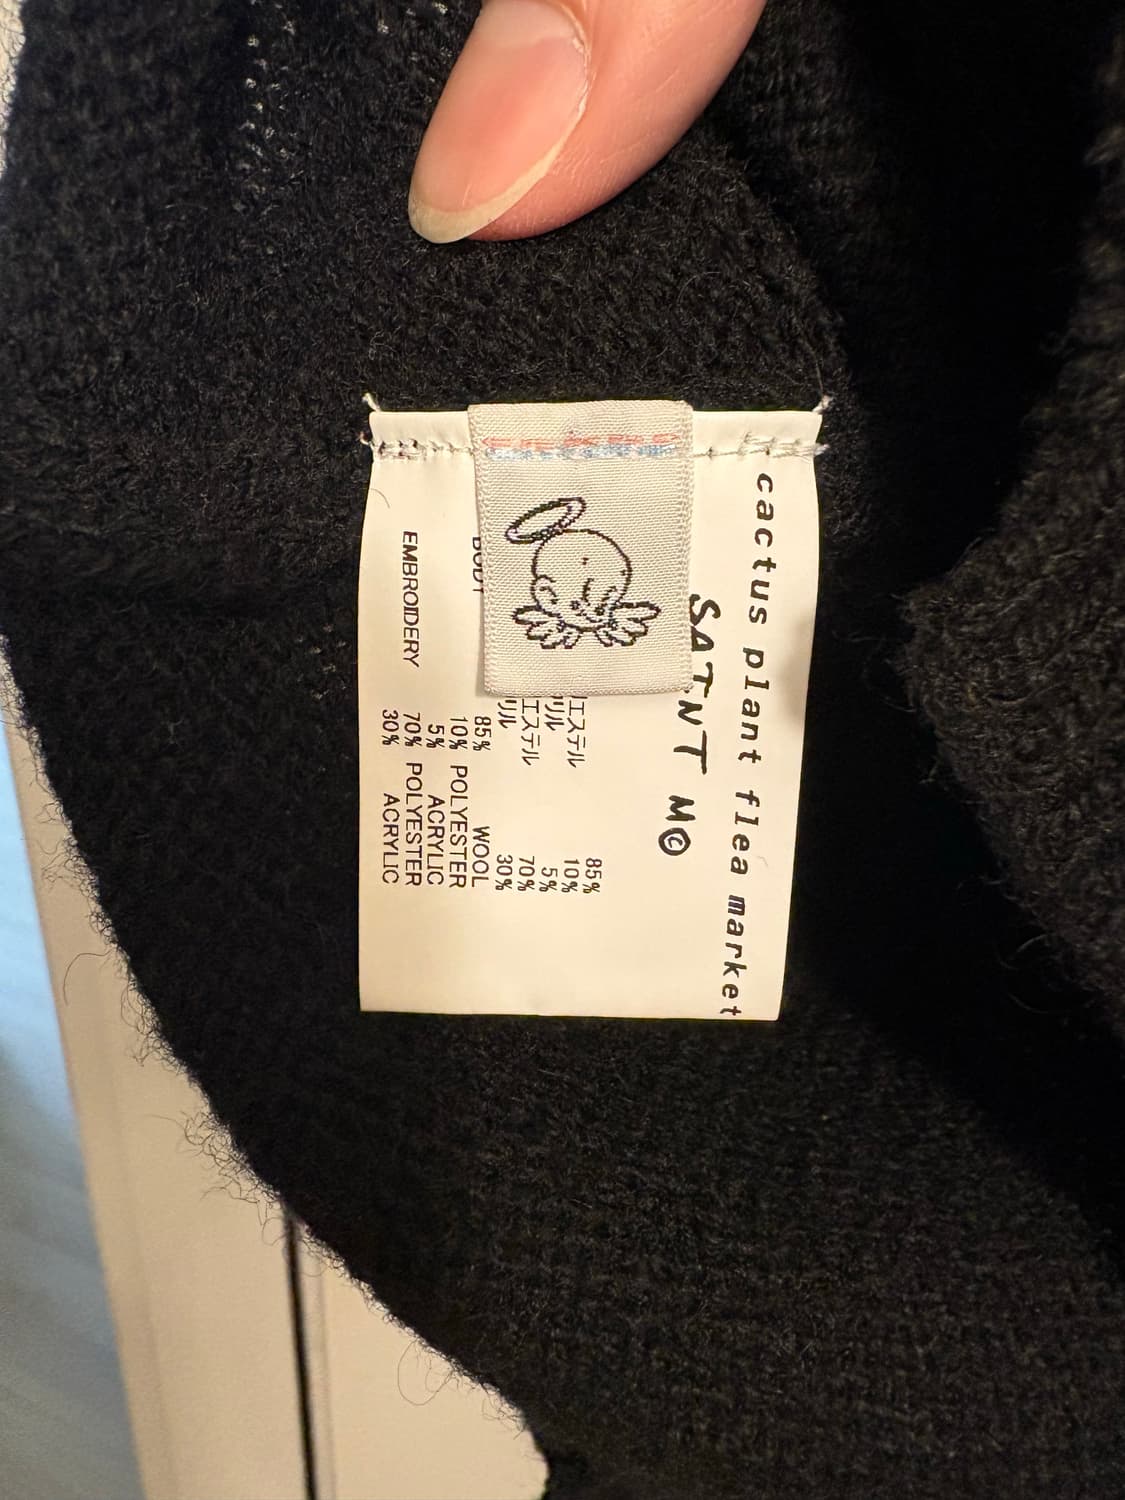 cactus plant flea market
SAINT M©
85%
エステル 10%
リル 5%
エステル 70%
リル 30%
BODY 85% WOOL
10% POLYESTER
5% ACRYLIC
EMBROIDERY 70% POLYESTER
30% ACRYLIC